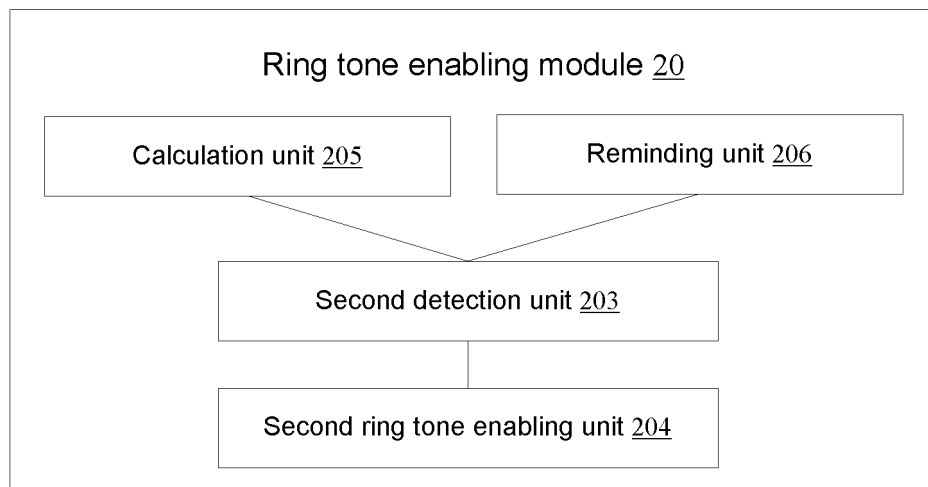 Ring tone enabling module 20
Calculation unit 205
Reminding unit 206
Second detection unit 203
Second ring tone enabling unit 204